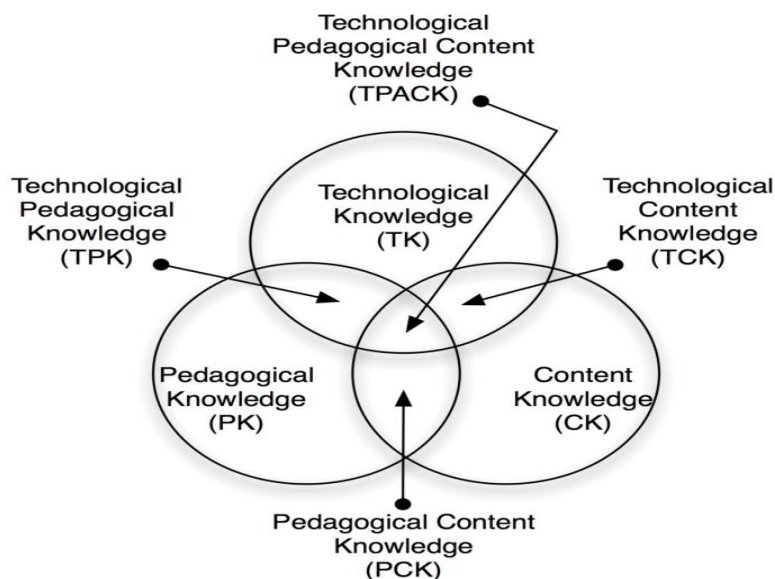 Technological
Pedagogical Content
Knowledge
(TPACK)
Technological
Pedagogical
Knowledge
(TPK)
Technological
Knowledge
(TK)
Technological
Content
Knowledge
(TCK)
Pedagogical
Knowledge
(PK)
Content
Knowledge
(CK)
Pedagogical Content
Knowledge
(PCK)